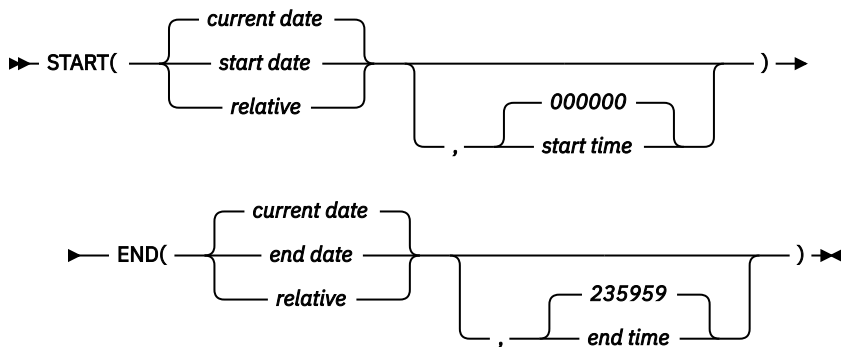 current date
START( start date )
relative
000000
, start time
current date
END( end date )
relative
235959
, end time